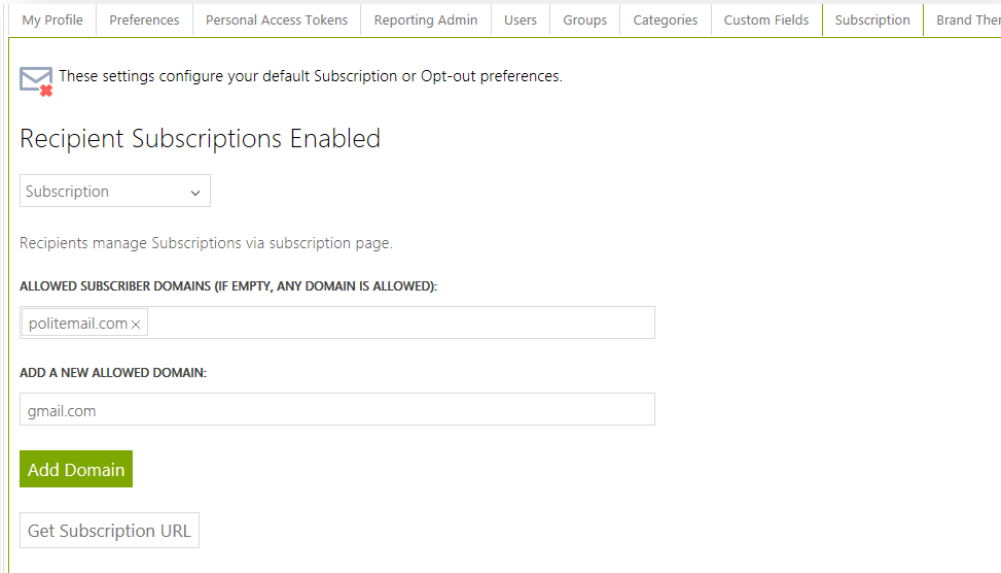 My Profile Preferences Personal Access Tokens Reporting Admin Users Groups Categories Custom Fields Subscription Brand
These settings configure your default Subscription or Opt-out preferences.
Recipient Subscriptions Enabled
Subscription
Recipients manage Subscriptions via subscription page.
ALLOWED SUBSCRIBER DOMAINS (IF EMPTY, ANY DOMAIN IS ALLOWED):
politemail.com ×
ADD A NEW ALLOWED DOMAIN:
gmail.com
Add Domain
Get Subscription URL